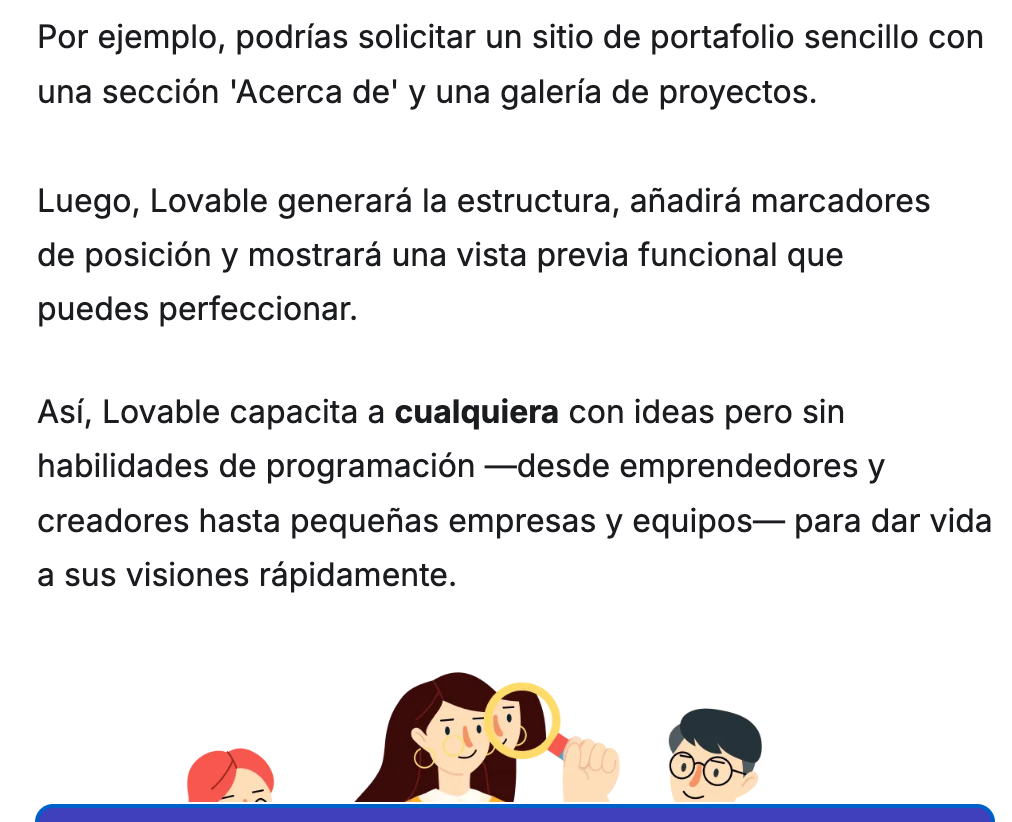 Por ejemplo, podrías solicitar un sitio de portafolio sencillo con
una sección 'Acerca de' y una galería de proyectos.
Luego, Lovable generará la estructura, añadirá marcadores
de posición y mostrará una vista previa funcional que
puedes perfeccionar.
Así, Lovable capacita a cualquiera con ideas pero sin
habilidades de programación —desde emprendedores y
creadores hasta pequeñas empresas y equipos— para dar vida
a sus visiones rápidamente.